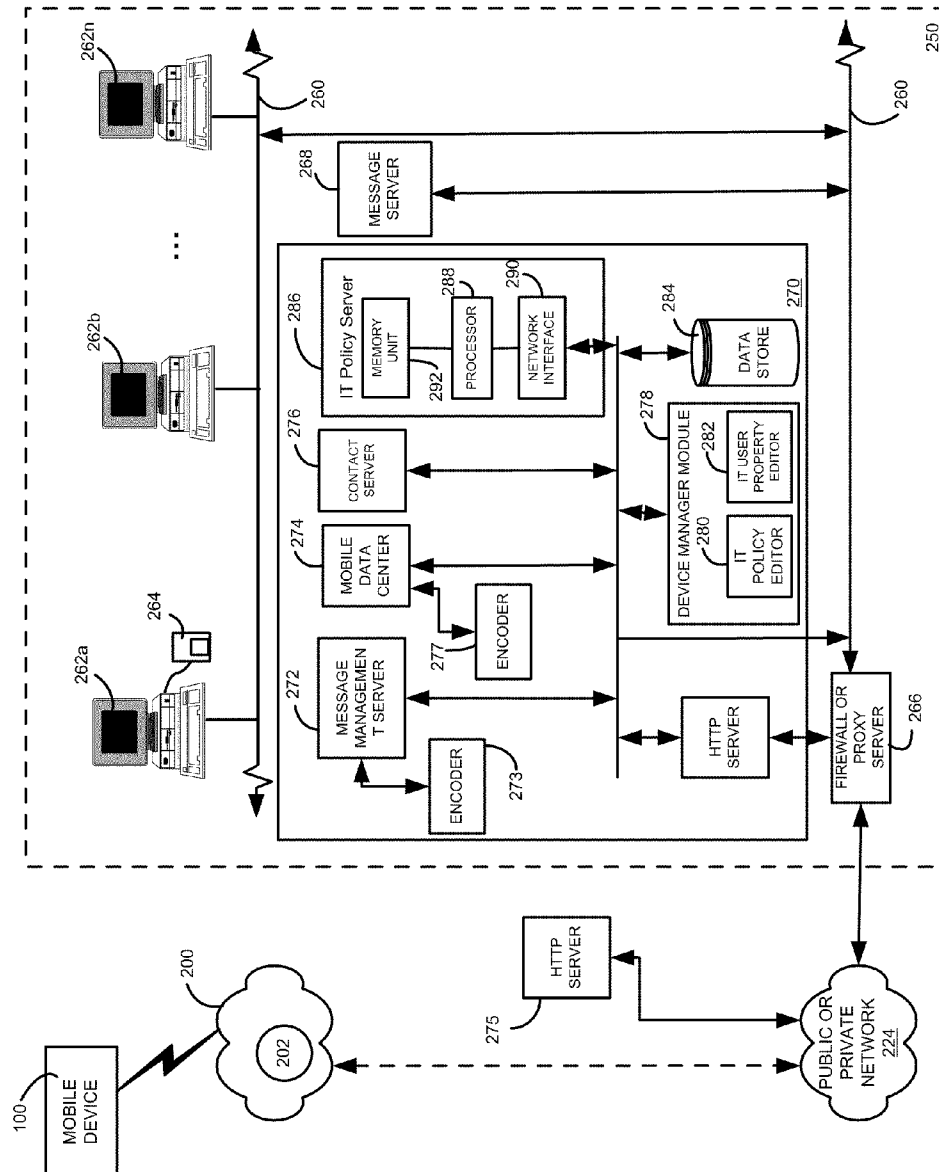 100
MOBILE
DEVICE
200
202
HTTP
SERVER
275
PUBLIC OR
PRIVATE
NETWORK
224
262a
264
262b
...
262n
260
272
MESSAGE
MANAGEMEN
T SERVER
ENCODER
273
274
MOBILE
DATA
CENTER
277
ENCODER
276
CONTACT
SERVER
286
IT Policy Server
MEMORY
UNIT
292
288
PROCESSOR
290
NETWORK
INTERFACE
268
MESSAGE
SERVER
HTTP
SERVER
278
DEVICE MANAGER MODULE
280
IT
POLICY
EDITOR
282
IT USER
PROPERTY
EDITOR
284
DATA
STORE
270
FIREWALL OR
PROXY
SERVER
266
260
250